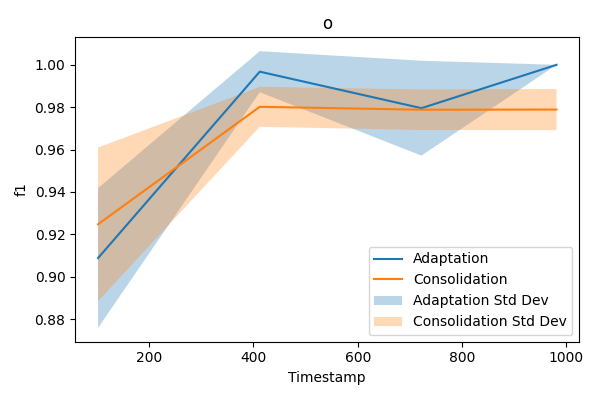 o
f1
1.00
0.98
0.96
0.94
0.92
0.90
0.88
Adaptation
Consolidation
Adaptation Std Dev
Consolidation Std Dev
200
400
600
800
1000
Timestamp